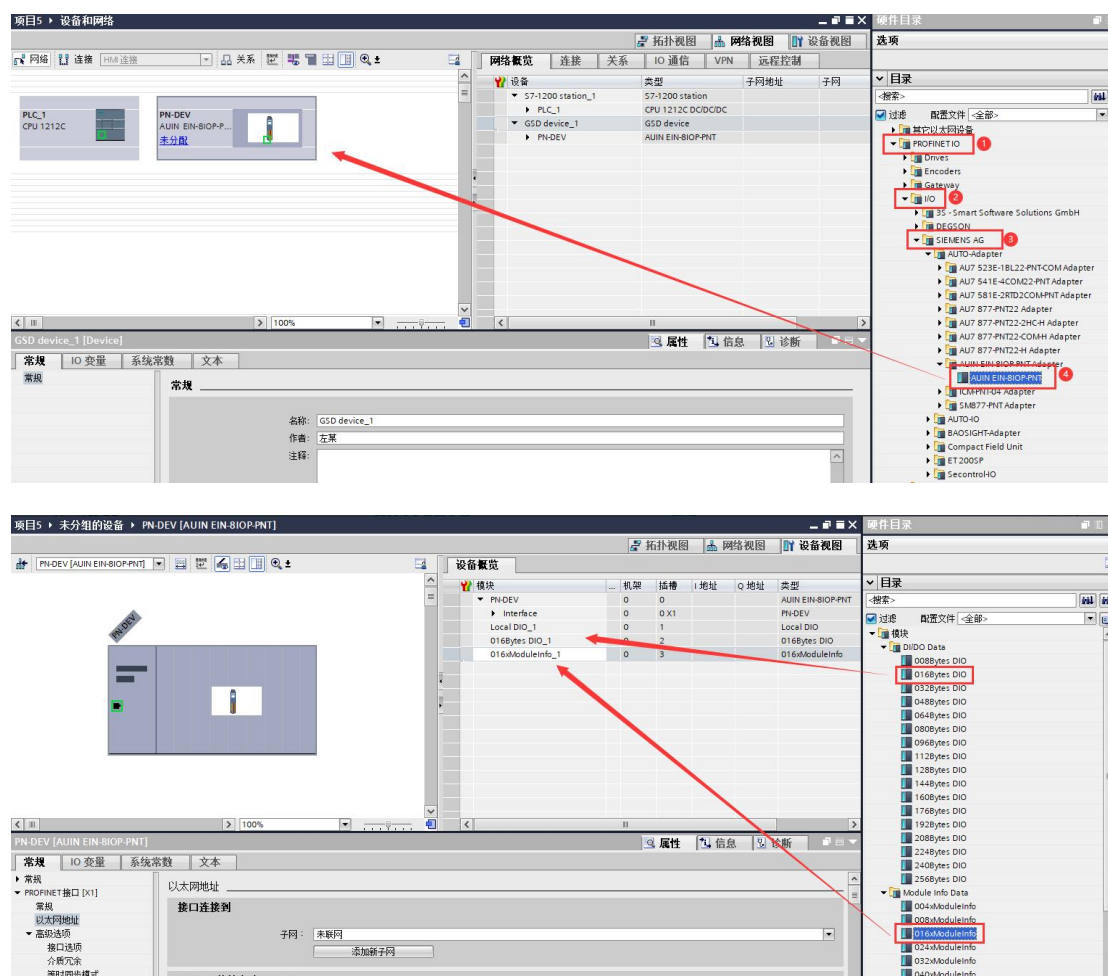 项目5 ▸ 设备和网络
硬件目录
选项
拓扑视图 网络视图 设备视图
网络 连接 HMI连接 关系
网络概览 连接 关系 IO 通信 VPN 远程控制
设备 类型 子网地址 子网
S7-1200 station_1 S7-1200 station
PLC_1 CPU 1212C DC/DC/DC
GSD device_1 GSD device
PN-DEV AUIN EIN-8IOP-PNT
PLC_1
CPU 1212C
PN-DEV
AUIN EIN-8IOP-P...
未分配
目录
<搜索>
过滤 配置文件 <全部>
其它以太网设备
PROFINET IO 1
Drives
Encoders
Gateway
I/O 2
3S - Smart Software Solutions GmbH
DEGSON
SIEMENS AG 3
AUTO-Adapter
AU7 523E-1BL22-PNT-COM Adapter
AU7 541E-4COM22-PNT Adapter
AU7 581E-2RTD2COM-PNT Adapter
AU7 877-PNT22 Adapter
AU7 877-PNT22-2HC-H Adapter
AU7 877-PNT22-COM-H Adapter
AU7 877-PNT22-H Adapter
AUIN EIN-8IOP-PNT Adapter
AUIN EIN-8IOP-PNT 4
ICM-PNT-04 Adapter
SM877-PNT Adapter
AUTO-IO
BAOSIGHT-Adapter
Compact Field Unit
ET 200SP
Secontrol-IO
100%
GSD device_1 [Device]
属性 信息 诊断
常规 IO 变量 系统常数 文本
常规
常规
名称: GSD device_1
作者: 左某
注释:
项目5 ▸ 未分组的设备 ▸ PN-DEV [AUIN EIN-8IOP-PNT]
硬件目录
选项
拓扑视图 网络视图 设备视图
PN-DEV [AUIN EIN-8IOP-PNT]
设备概览
模块 ... 机架 插槽 I 地址 Q 地址 类型
PN-DEV 0 0 AUIN EIN-8IOP-PNT
Interface 0 0 X1 PN-DEV
Local DIO_1 0 1 Local DIO
016Bytes DIO_1 0 2 016Bytes DIO
016xModuleInfo_1 0 3 016xModuleInfo
PN-DEV
目录
<搜索>
过滤 配置文件 <全部>
模块
DI/DO Data
008Bytes DIO
016Bytes DIO
032Bytes DIO
048Bytes DIO
064Bytes DIO
080Bytes DIO
096Bytes DIO
112Bytes DIO
128Bytes DIO
144Bytes DIO
160Bytes DIO
176Bytes DIO
192Bytes DIO
208Bytes DIO
224Bytes DIO
240Bytes DIO
256Bytes DIO
Module Info Data
004xModuleInfo
008xModuleInfo
016xModuleInfo
024xModuleInfo
032xModuleInfo
040xModuleInfo
100%
PN-DEV [AUIN EIN-8IOP-PNT]
属性 信息 诊断
常规 IO 变量 系统常数 文本
常规
PROFINET接口 [X1]
常规
以太网地址
高级选项
接口选项
介质冗余
等时同步模式
以太网地址
接口连接到
子网: 未联网
添加新子网